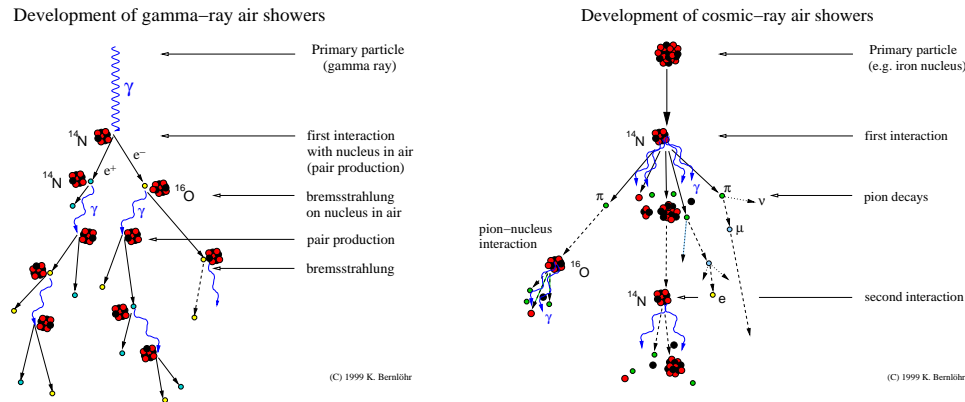 Development of gamma−ray air showers
Primary particle
(gamma ray)
γ
¹⁴N
first interaction
with nucleus in air
(pair production)
e⁺
e⁻
¹⁴N
¹⁶O
bremsstrahlung
on nucleus in air
γ
γ
pair production
bremsstrahlung
(C) 1999 K. Bernlöhr
Development of cosmic−ray air showers
Primary particle
(e.g. iron nucleus)
¹⁴N
first interaction
γ
π
π
ν
pion decays
μ
pion−nucleus
interaction
¹⁶O
γ
¹⁴N
e
second interaction
(C) 1999 K. Bernlöhr